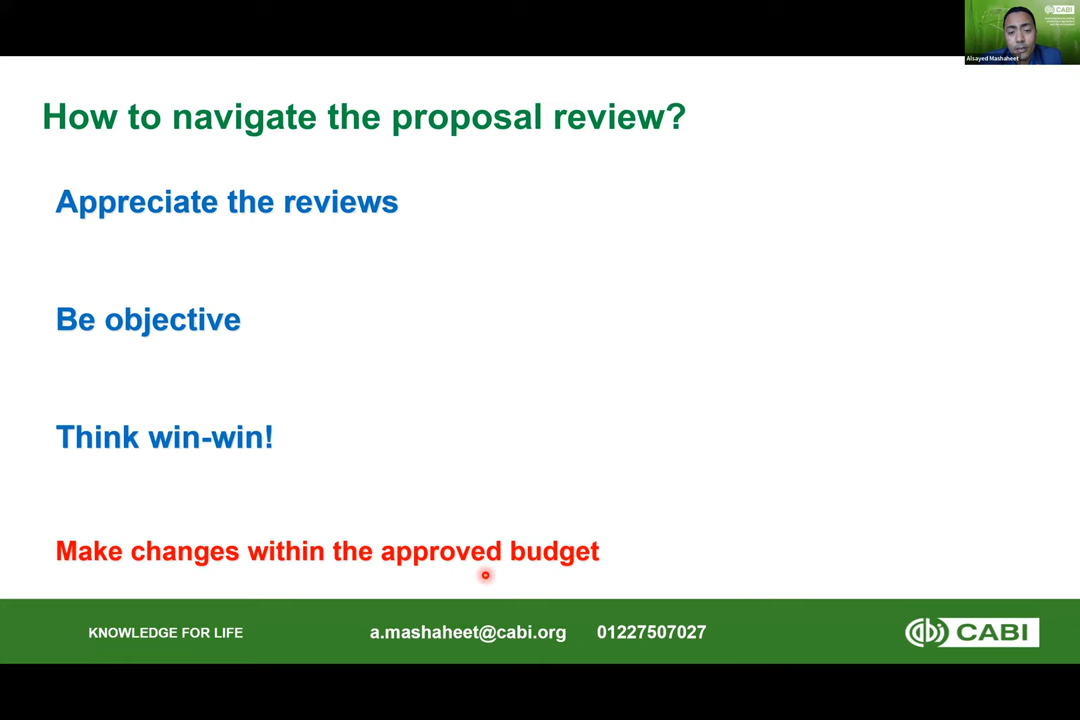 CABI
Alsayed Mashaheet
How to navigate the proposal review?
Appreciate the reviews
Be objective
Think win-win!
Make changes within the approved budget
KNOWLEDGE FOR LIFE
a.mashaheet@cabi.org
01227507027
CABI